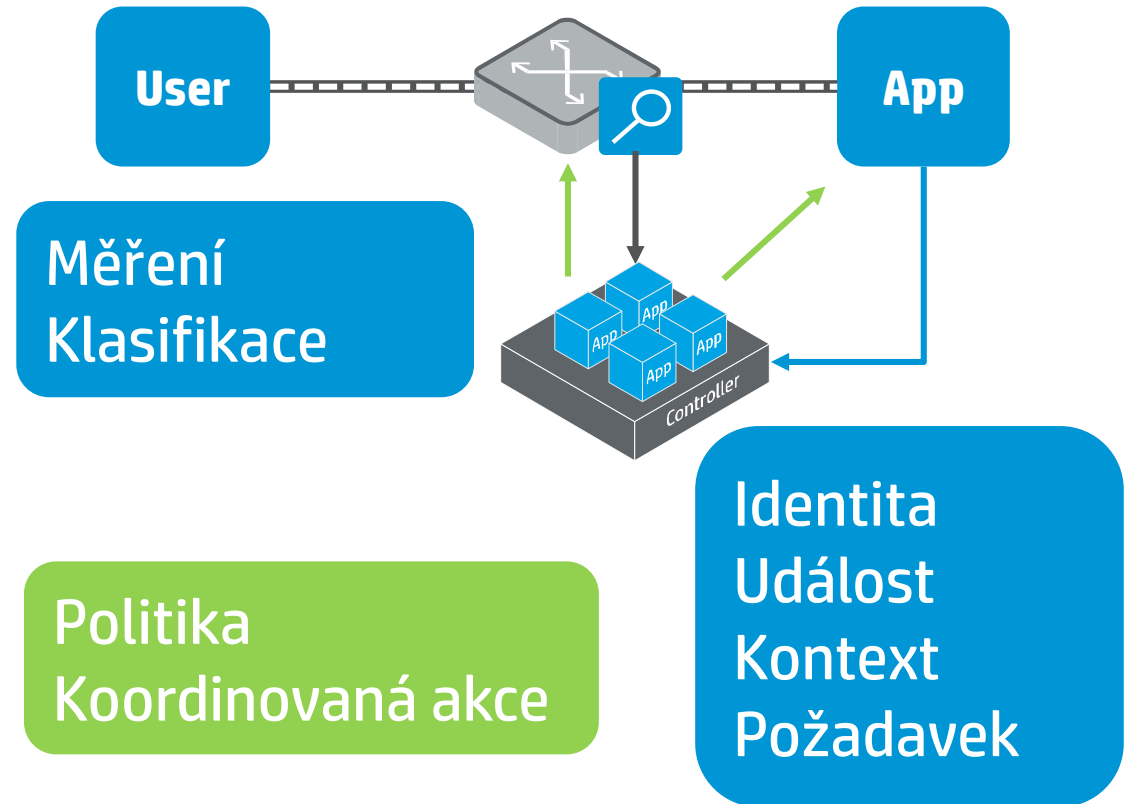 User
App
Měření
Klasifikace
App
App
App
App
Controller
Identita
Událost
Kontext
Požadavek
Politika
Koordinovaná akce